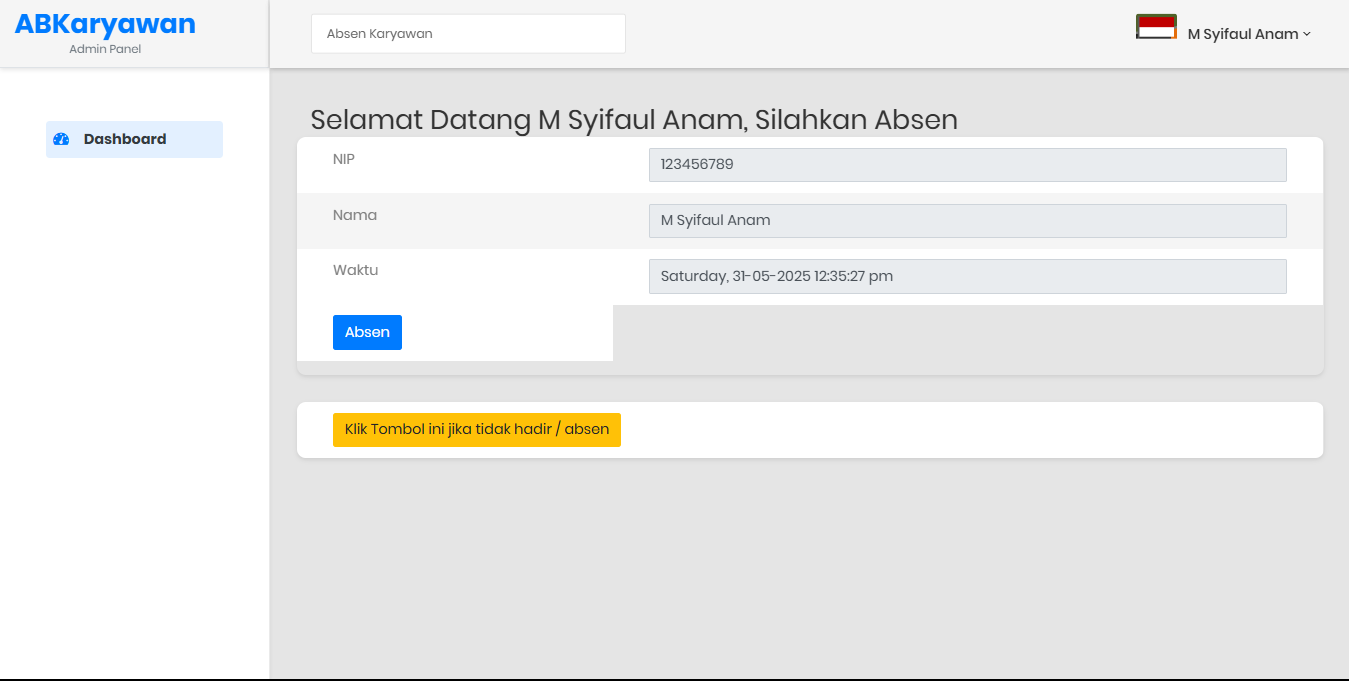 ABKaryawan
Admin Panel
Absen Karyawan
M Syifaul Anam
Dashboard
Selamat Datang M Syifaul Anam, Silahkan Absen
NIP
123456789
Nama
M Syifaul Anam
Waktu
Saturday, 31-05-2025 12:35:27 pm
Absen
Klik Tombol ini jika tidak hadir / absen